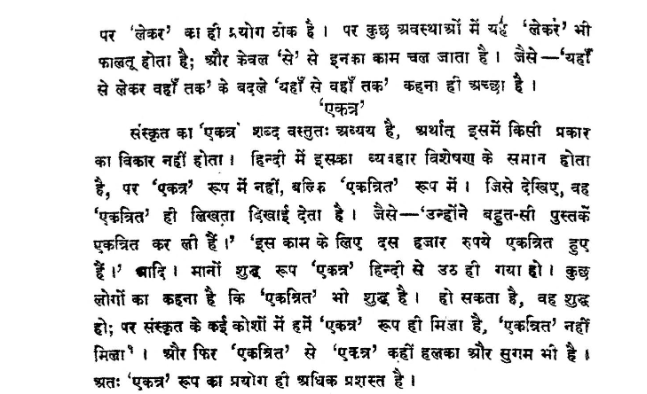 पर 'लेकर' का ही प्रयोग ठीक है । पर कुछ अवस्थाओं में यह 'लेकर' भी
फालतू होता है; और केवल 'से' से इनका काम चल जाता है । जैसे—'यहाँ
से लेकर वहाँ तक' के बदले 'यहाँ से वहाँ तक' कहना ही अच्छा है ।
'एकत्र'
संस्कृत का 'एकत्र' शब्द वस्तुतः अव्यय है, अर्थात् इसमें किसी प्रकार
का विकार नहीं होता । हिन्दी में इसका व्यवहार विशेषण के समान होता
है, पर 'एकत्र' रूप में नहीं, बल्कि 'एकत्रित' रूप में । जिसे देखिए, वह
'एकत्रित' ही लिखता दिखाई देता है । जैसे—'उन्होंने बहुत-सी पुस्तकें
एकत्रित कर ली हैं ।' 'इस काम के लिए दस हजार रुपये एकत्रित हुए
हैं ।' आदि । मानों शुद्ध रूप 'एकत्र' हिन्दी से उठ ही गया हो । कुछ
लोगों का कहना है कि 'एकत्रित' भी शुद्ध है । हो सकता है, वह शुद्ध
हो; पर संस्कृत के कई कोशों में हमें 'एकत्र' रूप ही मिला है, 'एकत्रित' नहीं
मिला¹ । और फिर 'एकत्रित' से 'एकत्र' कहीं हलका और सुगम भी है ।
अतः 'एकत्र' रूप का प्रयोग ही अधिक प्रशस्त है ।